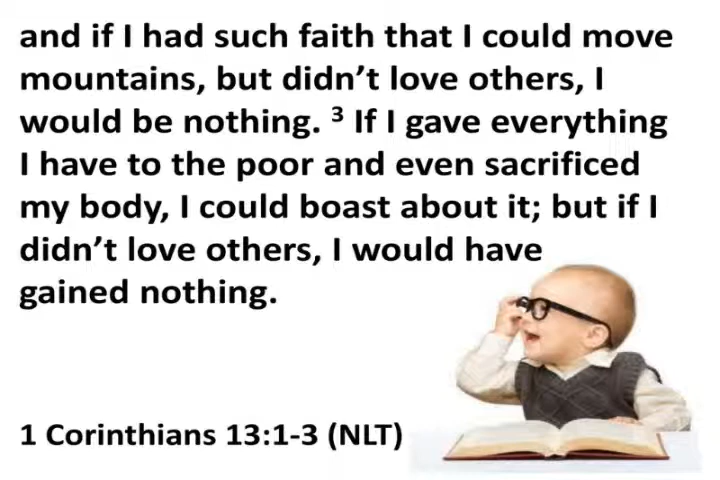 and if I had such faith that I could move
mountains, but didn’t love others, I
would be nothing. ³ If I gave everything
I have to the poor and even sacrificed
my body, I could boast about it; but if I
didn’t love others, I would have
gained nothing.
1 Corinthians 13:1-3 (NLT)